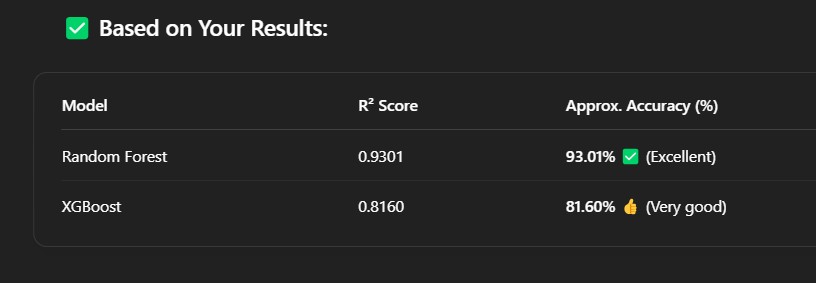 ✅ Based on Your Results:
Model R² Score Approx. Accuracy (%)
Random Forest 0.9301 93.01% ✅ (Excellent)
XGBoost 0.8160 81.60% 👍 (Very good)